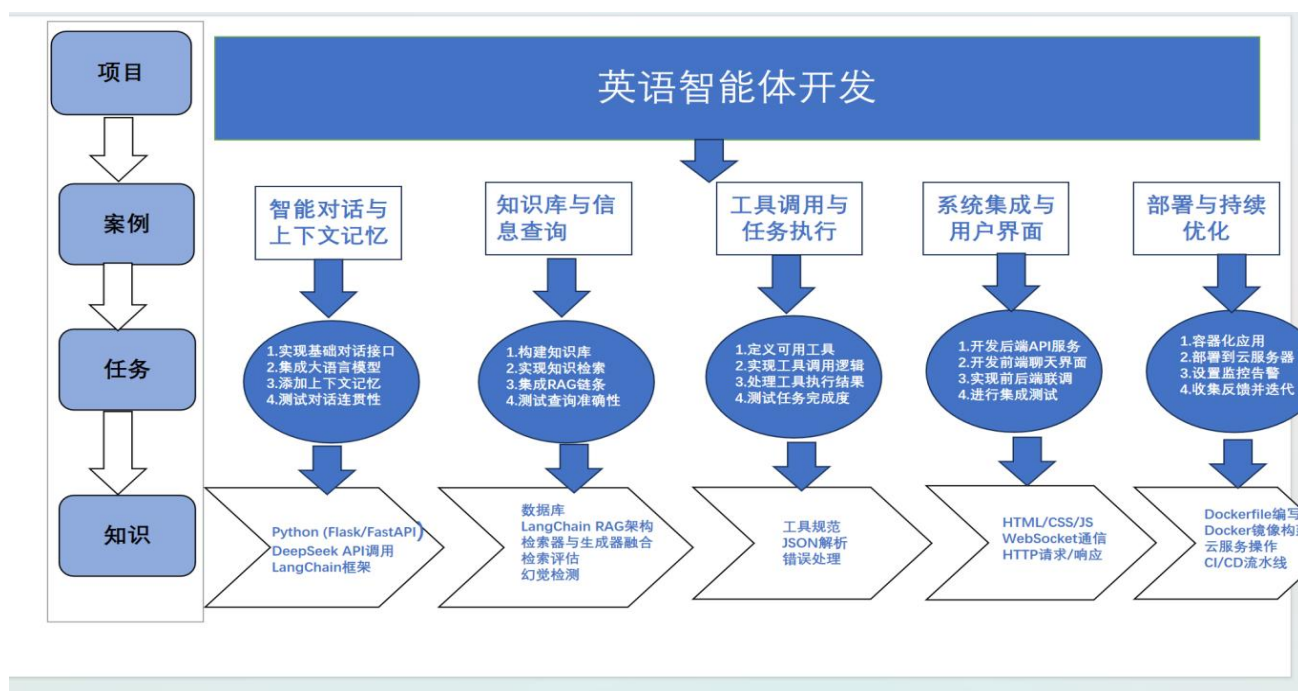 项目
英语智能体开发
案例
智能对话与
上下文记忆
知识库与信
息查询
工具调用与
任务执行
系统集成与
用户界面
部署与持续
优化
任务
1.实现基础对话接口
2.集成大语言模型
3.添加上下文记忆
4.测试对话连贯性
1.构建知识库
2.实现知识检索
3.集成RAG链条
4.测试查询准确性
1.定义可用工具
2.实现工具调用逻辑
3.处理工具执行结果
4.测试任务完成度
1.开发后端API服务
2.开发前端聊天界面
3.实现前后端联调
4.进行集成测试
1.容器化应用
2.部署到云服务器
3.设置监控告警
4.收集反馈并迭代
知识
Python (Flask/FastAPI)
DeepSeek API调用
LangChain框架
数据库
LangChain RAG架构
检索器与生成器融合
检索评估
幻觉检测
工具规范
JSON解析
错误处理
HTML/CSS/JS
WebSocket通信
HTTP请求/响应
Dockerfile编写
Docker镜像构
云服务操作
CI/CD流水线